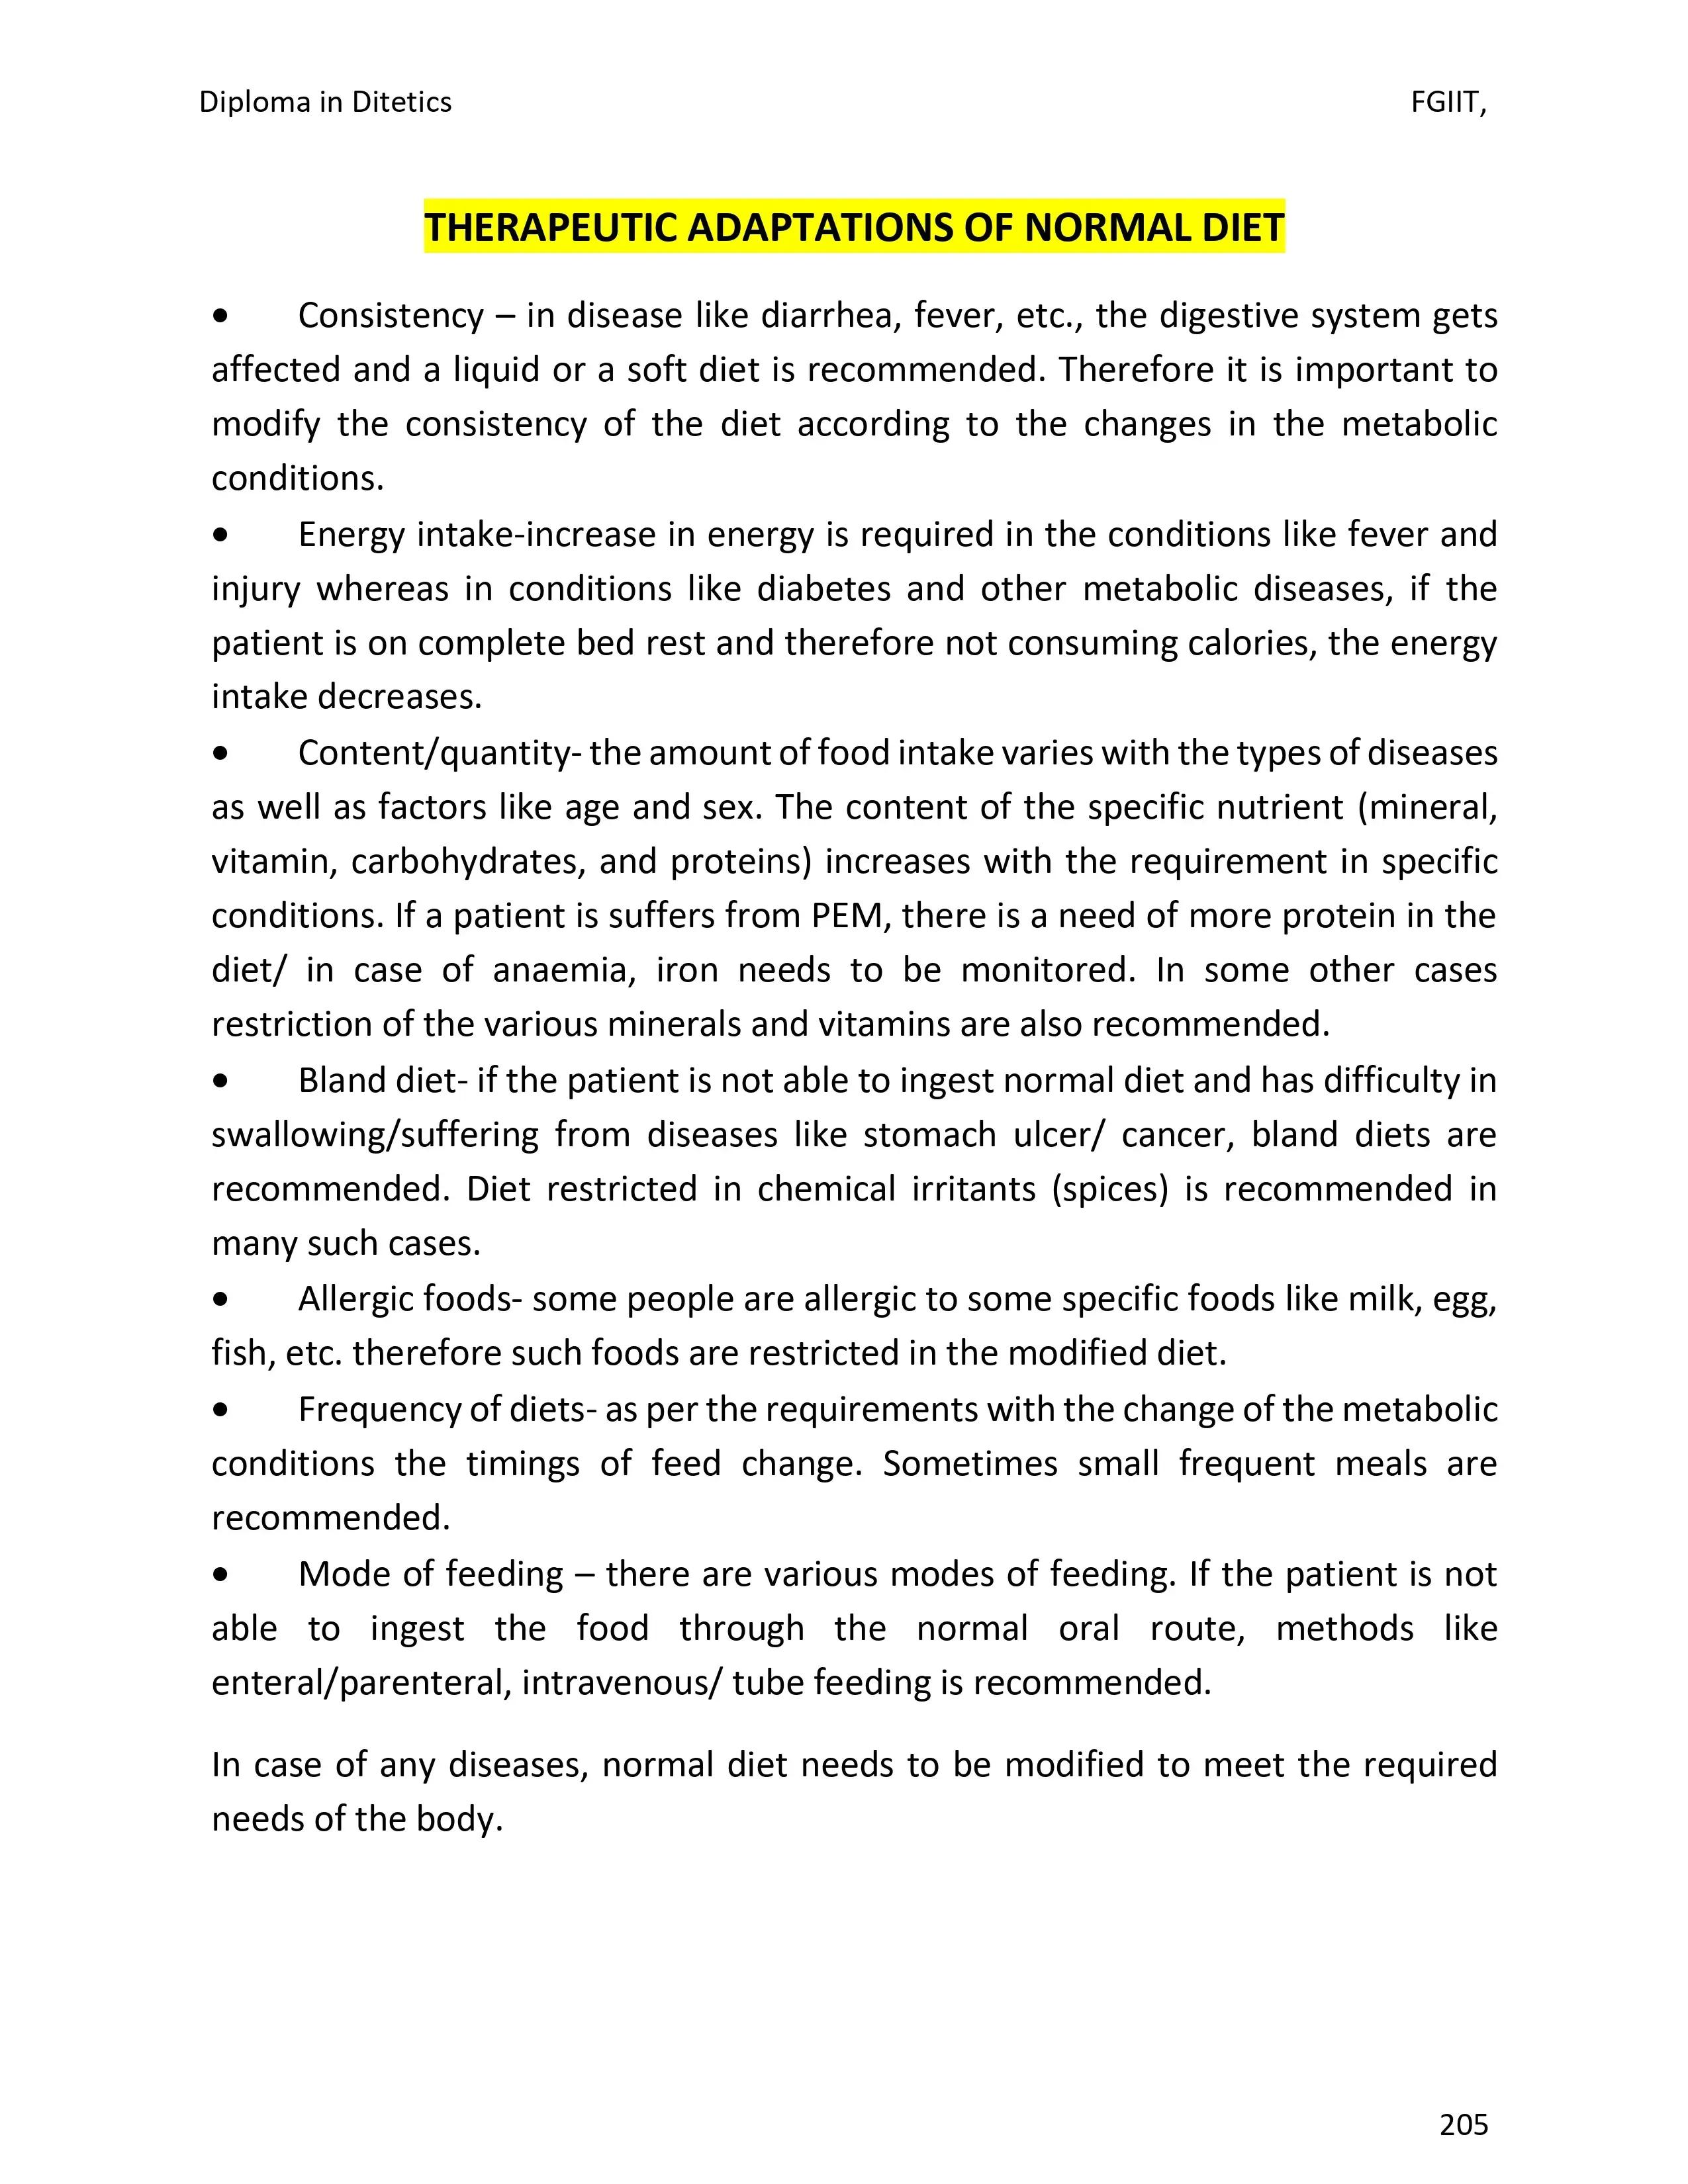 Diploma in Ditetics FGIIT,
THERAPEUTIC ADAPTATIONS OF NORMAL DIET
• Consistency – in disease like diarrhea, fever, etc., the digestive system gets
affected and a liquid or a soft diet is recommended. Therefore it is important to
modify the consistency of the diet according to the changes in the metabolic
conditions.
• Energy intake-increase in energy is required in the conditions like fever and
injury whereas in conditions like diabetes and other metabolic diseases, if the
patient is on complete bed rest and therefore not consuming calories, the energy
intake decreases.
• Content/quantity- the amount of food intake varies with the types of diseases
as well as factors like age and sex. The content of the specific nutrient (mineral,
vitamin, carbohydrates, and proteins) increases with the requirement in specific
conditions. If a patient is suffers from PEM, there is a need of more protein in the
diet/ in case of anaemia, iron needs to be monitored. In some other cases
restriction of the various minerals and vitamins are also recommended.
• Bland diet- if the patient is not able to ingest normal diet and has difficulty in
swallowing/suffering from diseases like stomach ulcer/ cancer, bland diets are
recommended. Diet restricted in chemical irritants (spices) is recommended in
many such cases.
• Allergic foods- some people are allergic to some specific foods like milk, egg,
fish, etc. therefore such foods are restricted in the modified diet.
• Frequency of diets- as per the requirements with the change of the metabolic
conditions the timings of feed change. Sometimes small frequent meals are
recommended.
• Mode of feeding – there are various modes of feeding. If the patient is not
able to ingest the food through the normal oral route, methods like
enteral/parenteral, intravenous/ tube feeding is recommended.
In case of any diseases, normal diet needs to be modified to meet the required
needs of the body.
205